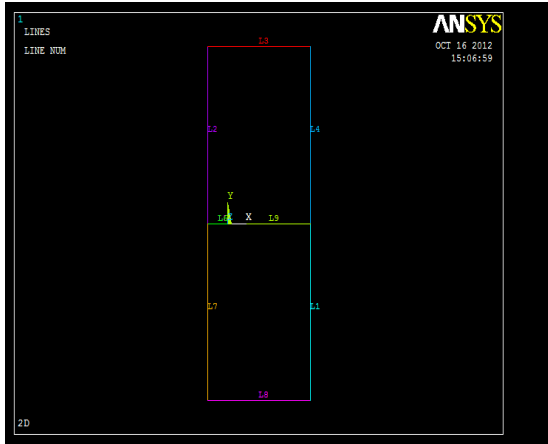 1
LINES
LINE NUM
ANSYS
OCT 16 2012
15:06:59
L3
L2
L4
Y
L6
X
L9
L7
L1
L8
2D